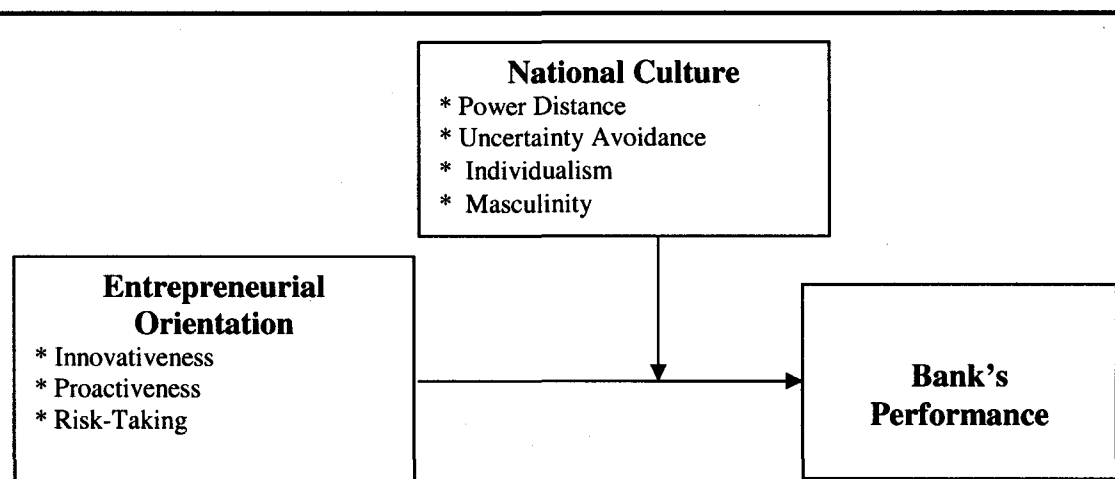 National Culture
* Power Distance
* Uncertainty Avoidance
* Individualism
* Masculinity
Entrepreneurial
Orientation
* Innovativeness
* Proactiveness
* Risk-Taking
Bank's
Performance